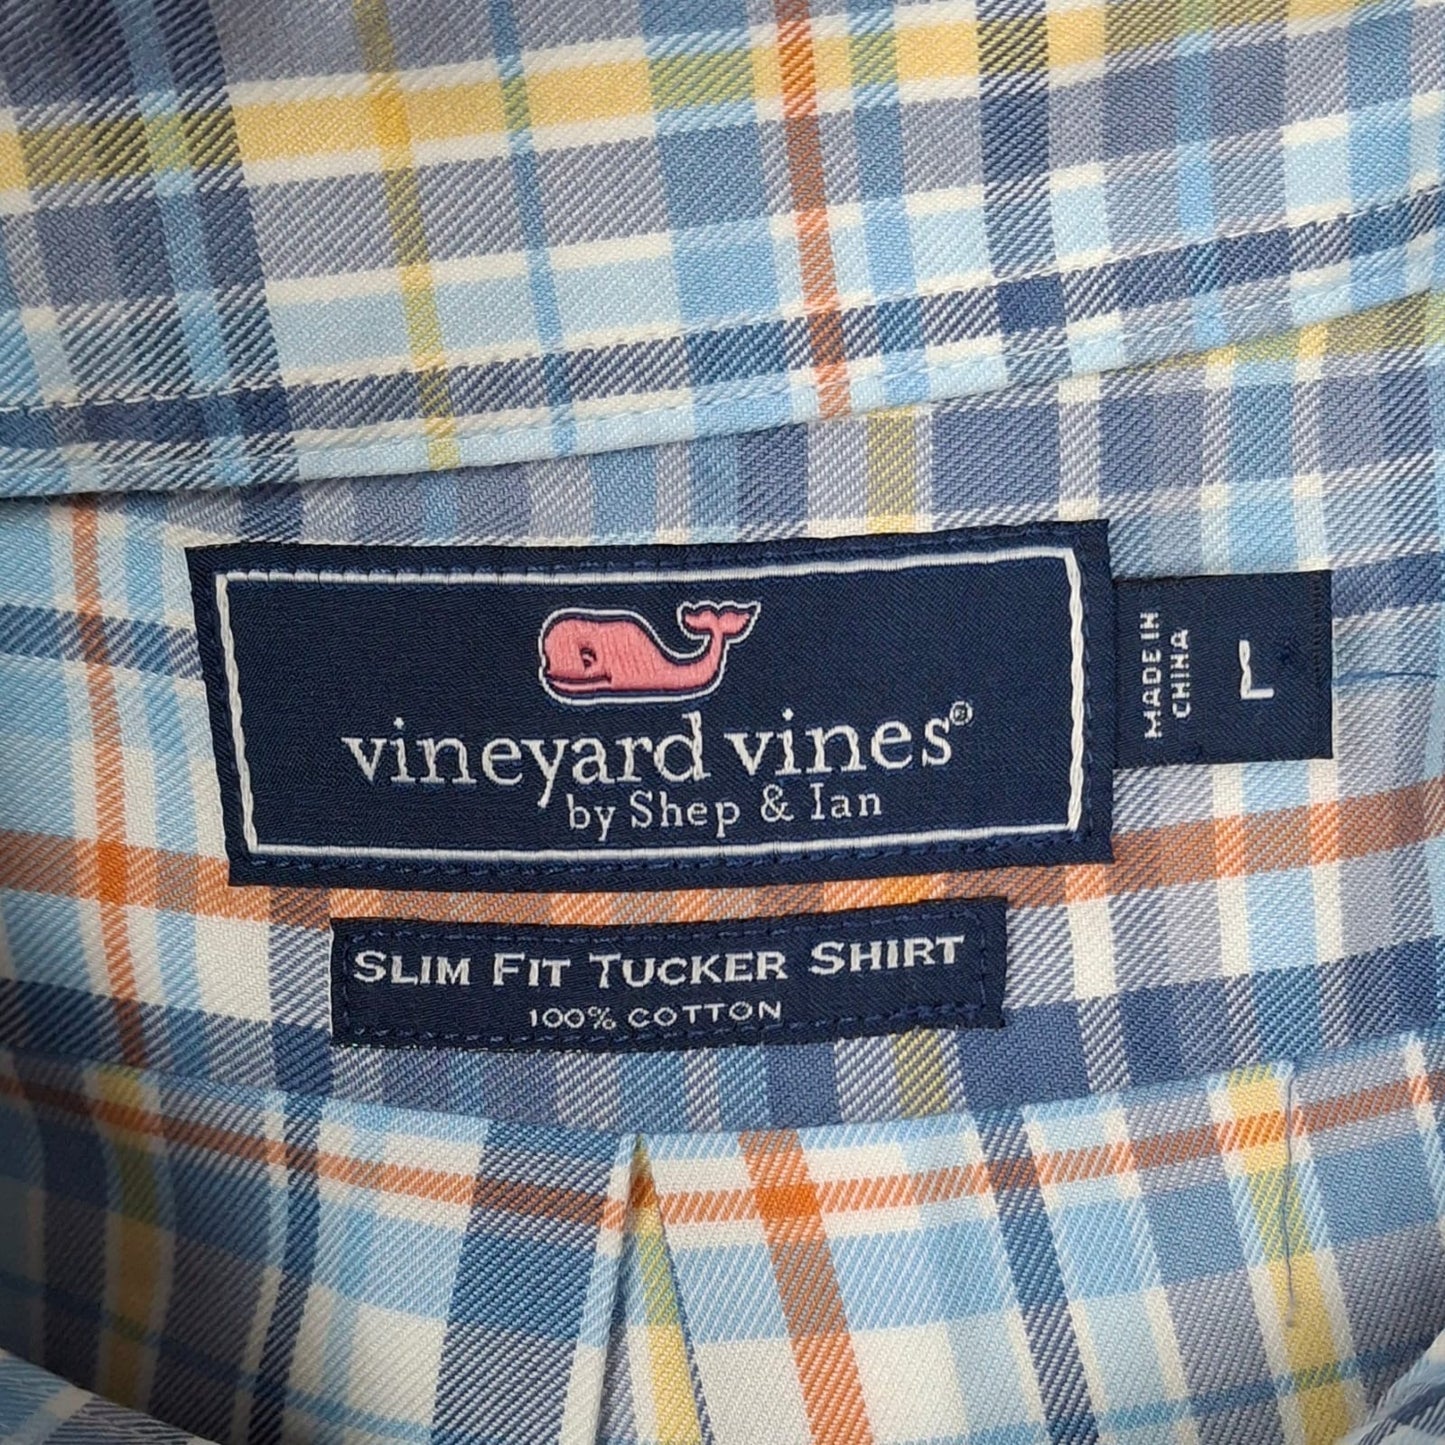 vineyard vines®
by Shep & Ian
MADE IN
CHINA
L
SLIM FIT TUCKER SHIRT
100% COTTON